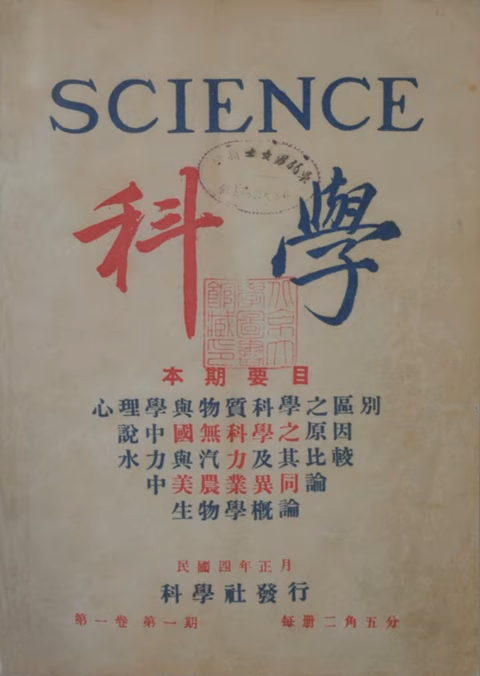 SCIENCE
科學
本期要目
心理學與物質科學之區別
說中國無科學之原因
水力與汽力及其比較
中美農業異同論
生物學概論
民國四年正月
科學社發行
第一卷 第一期 每册二角五分